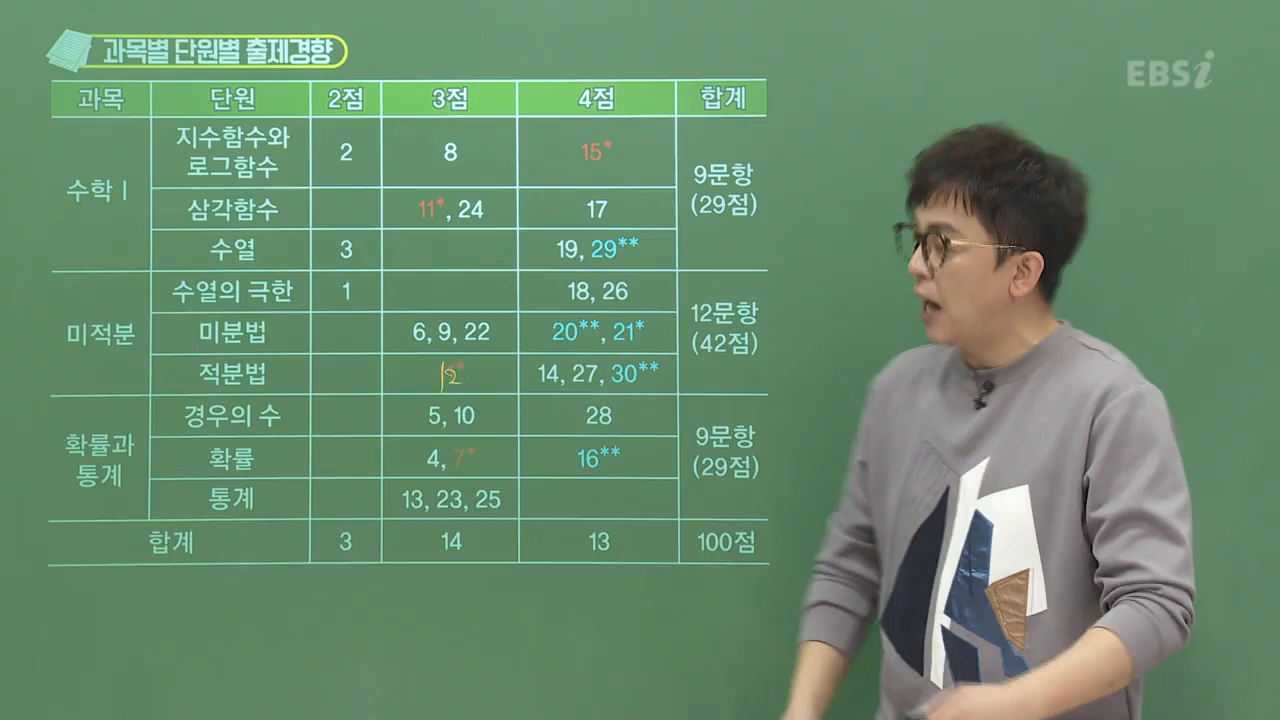 과목별 단원별 출제경향
EBSi
과목 단원 2점 3점 4점 합계
수학Ⅰ 지수함수와 로그함수 2 8 15* 9문항 (29점)
삼각함수 11*, 24 17
수열 3 19, 29**
미적분 수열의 극한 1 18, 26 12문항 (42점)
미분법 6, 9, 22 20**, 21*
적분법 12* 14, 27, 30**
확률과 통계 경우의 수 5, 10 28 9문항 (29점)
확률 4, 7* 16**
통계 13, 23, 25
합계 3 14 13 100점